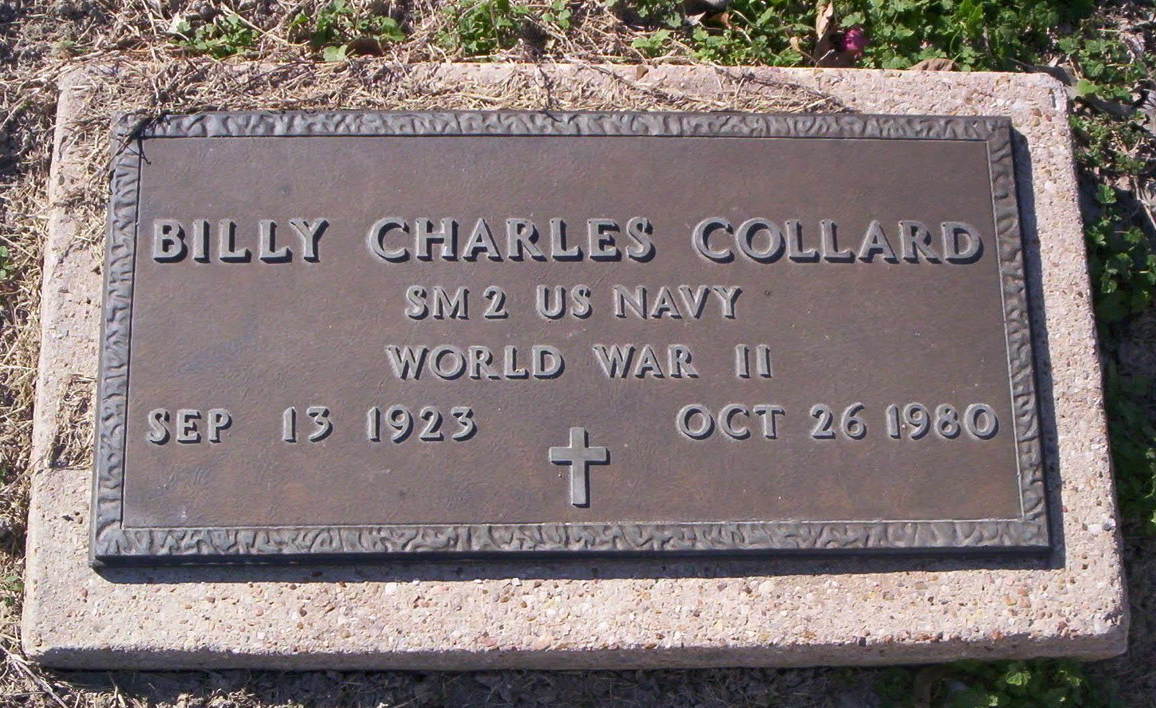 BILLY CHARLES COLLARD
SM 2 US NAVY
WORLD WAR II
SEP 13 1923 OCT 26 1980